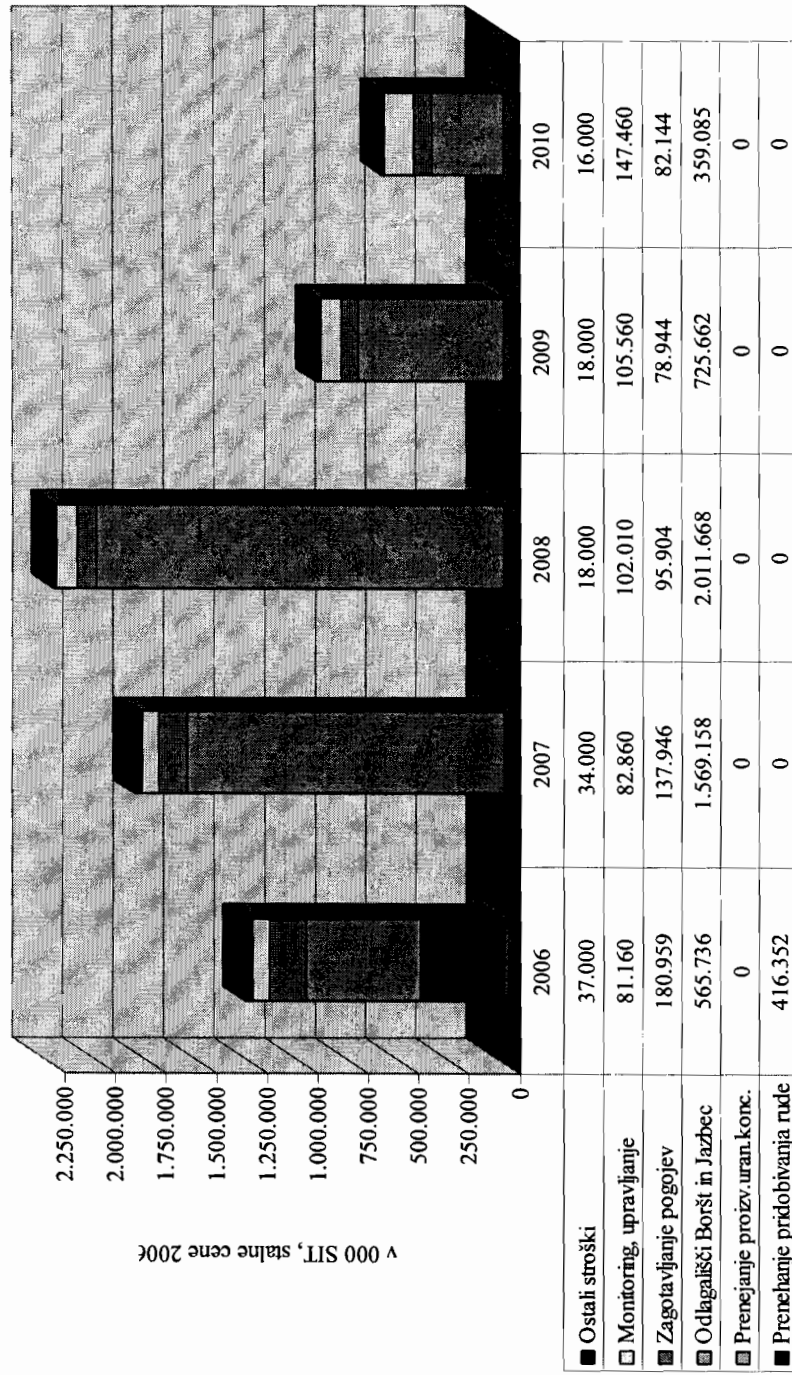 2.250.000
2.000.000
1.750.000
1.500.000
1.250.000
1.000.000
750.000
500.000
250.000
0
v 000 SIT, stalne cene 2006
2006 2007 2008 2009 2010
Ostali stroški 37.000 34.000 18.000 18.000 16.000
Monitoring, upravljanje 81.160 82.860 102.010 105.560 147.460
Zagotavljanje pogojev 180.959 137.946 95.904 78.944 82.144
Odlagališči Boršt in Jazbec 565.736 1.569.158 2.011.668 725.662 359.085
Prenejanje proizv.uran.konc. 0 0 0 0 0
Prenehanje pridobivanja rude 416.352 0 0 0 0